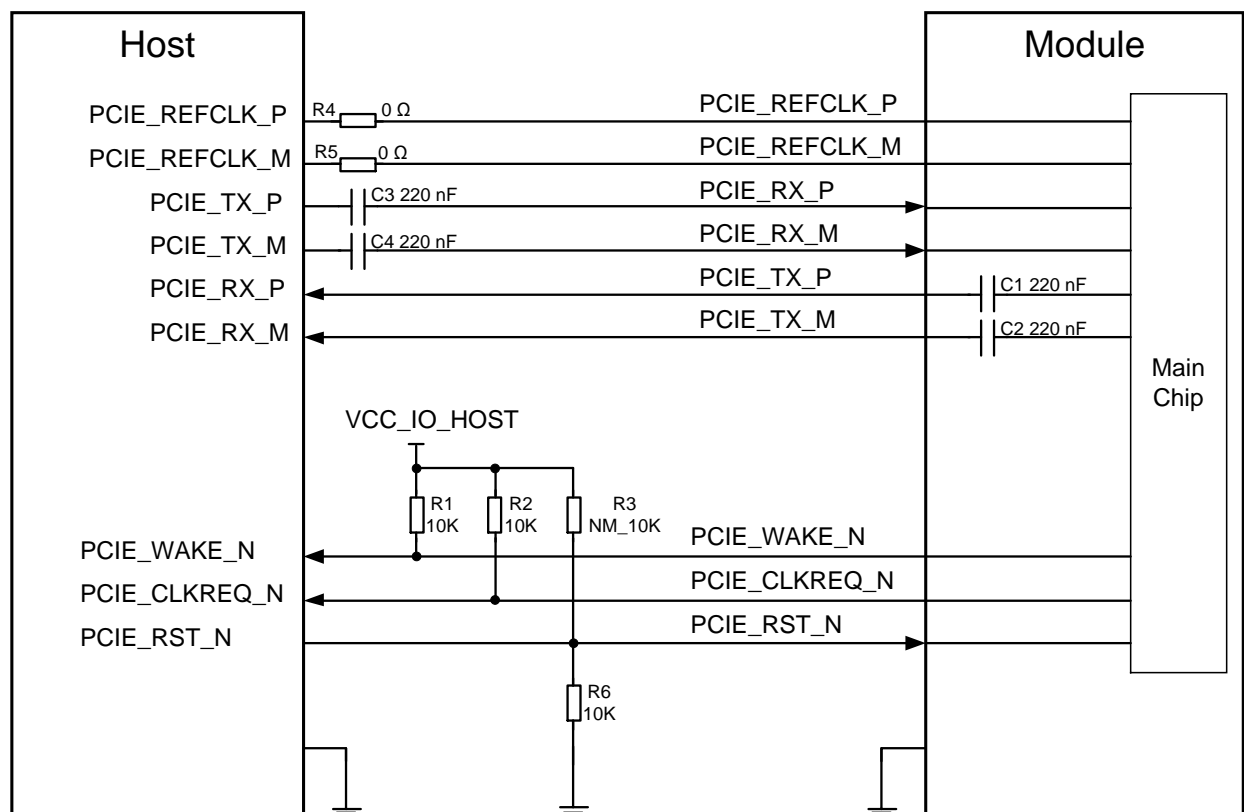 Host
Module
PCIE_REFCLK_P
R4
0 Ω
PCIE_REFCLK_P
PCIE_REFCLK_M
R5
0 Ω
PCIE_REFCLK_M
PCIE_TX_P
C3 220 nF
PCIE_RX_P
PCIE_TX_M
C4 220 nF
PCIE_RX_M
PCIE_RX_P
PCIE_TX_P
C1 220 nF
PCIE_RX_M
PCIE_TX_M
C2 220 nF
Main
Chip
VCC_IO_HOST
R1
10K
R2
10K
R3
NM_10K
PCIE_WAKE_N
PCIE_WAKE_N
PCIE_CLKREQ_N
PCIE_CLKREQ_N
PCIE_RST_N
PCIE_RST_N
R6
10K